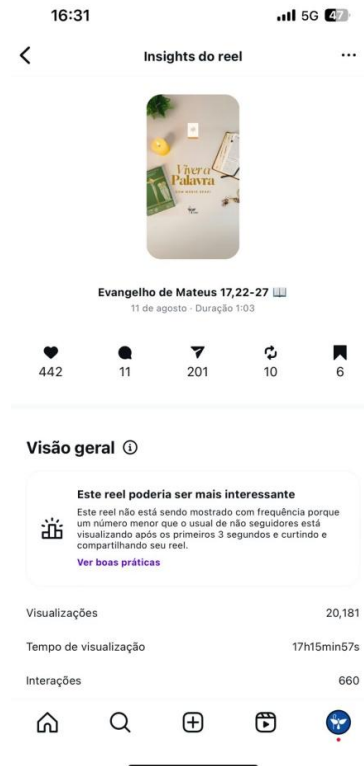 16:31
5G 47
Insights do reel
Viver a
Palavra
Evangelho de Mateus 17,22-27
11 de agosto · Duração 1:03
442
11
201
10
6
Visão geral
Este reel poderia ser mais interessante
Este reel não está sendo mostrado com frequência porque
um número menor que o usual de não seguidores está
visualizando após os primeiros 3 segundos e curtindo e
compartilhando seu reel.
Ver boas práticas
Visualizações 20,181
Tempo de visualização 17h15min57s
Interações 660